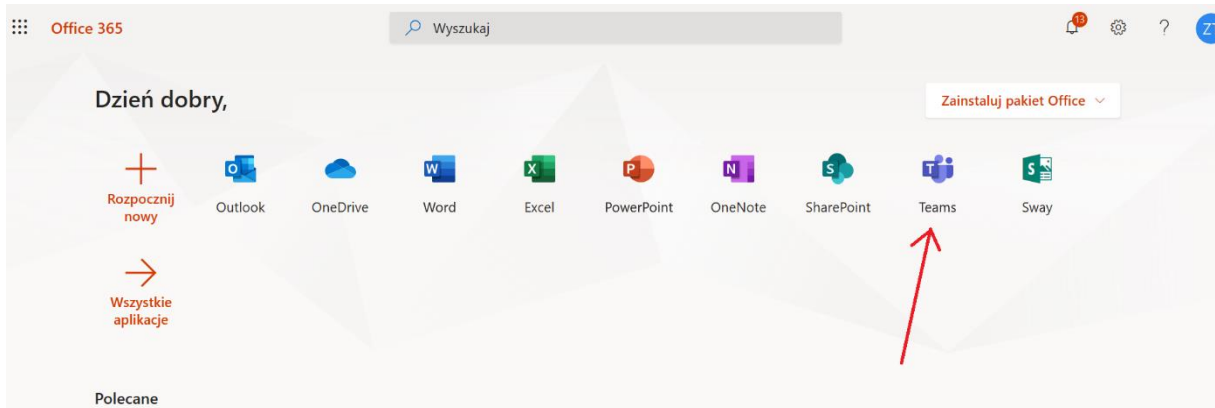 Office 365
Wyszukaj
13
ZT
Dzień dobry,
Zainstaluj pakiet Office
Rozpocznij
nowy
Outlook
OneDrive
Word
Excel
PowerPoint
OneNote
SharePoint
Teams
Sway
Wszystkie
aplikacje
Polecane